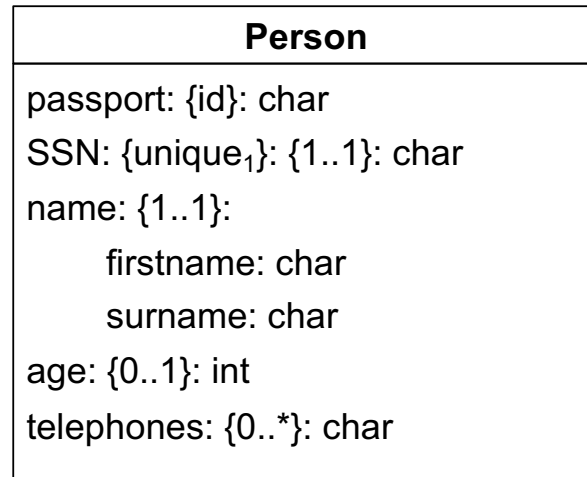 Person
passport: {id}: char
SSN: {unique₁}: {1..1}: char
name: {1..1}:
firstname: char
surname: char
age: {0..1}: int
telephones: {0..*}: char